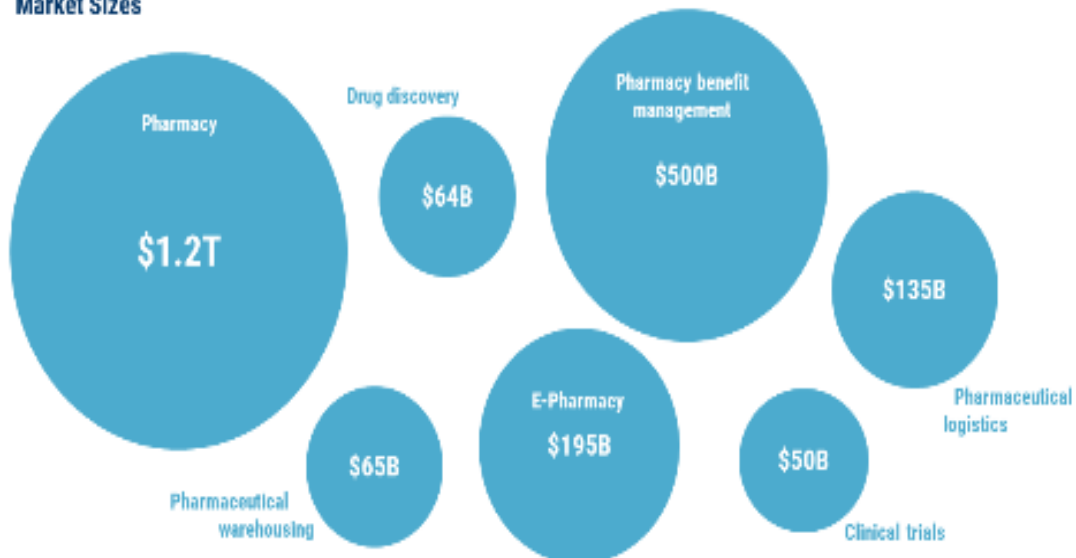 Market Sizes
Pharmacy
$1.2T
Drug discovery
$64B
Pharmacy benefit
management
$500B
$135B
Pharmaceutical
logistics
E-Pharmacy
$195B
$65B
Pharmaceutical
warehousing
$50B
Clinical trials